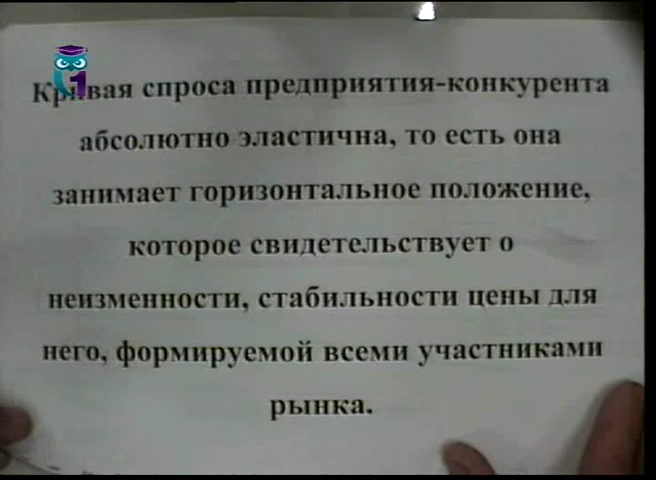 Кривая спроса предприятия-конкурента
абсолютно эластична, то есть она
занимает горизонтальное положение,
которое свидетельствует о
неизменности, стабильности цены для
него, формируемой всеми участниками
рынка.
1